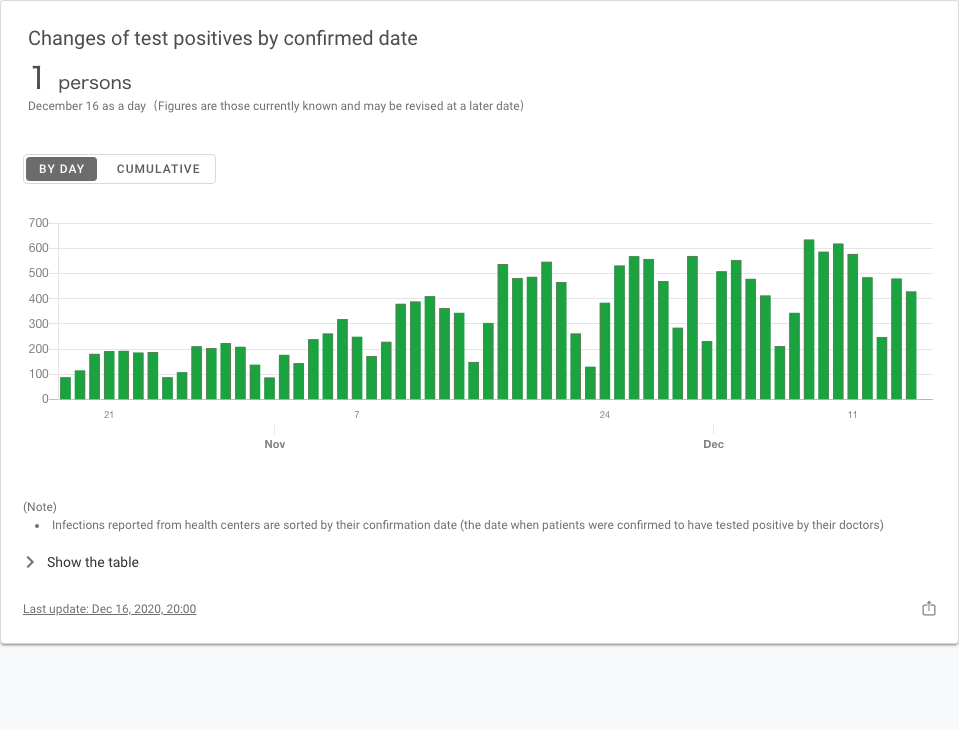 Changes of test positives by confirmed date
1 persons
December 16 as a day (Figures are those currently known and may be revised at a later date)
BY DAY CUMULATIVE
700
600
500
400
300
200
100
0
21 7 24 11
Nov Dec
(Note)
• Infections reported from health centers are sorted by their confirmation date (the date when patients were confirmed to have tested positive by their doctors)
Show the table
Last update: Dec 16, 2020, 20:00